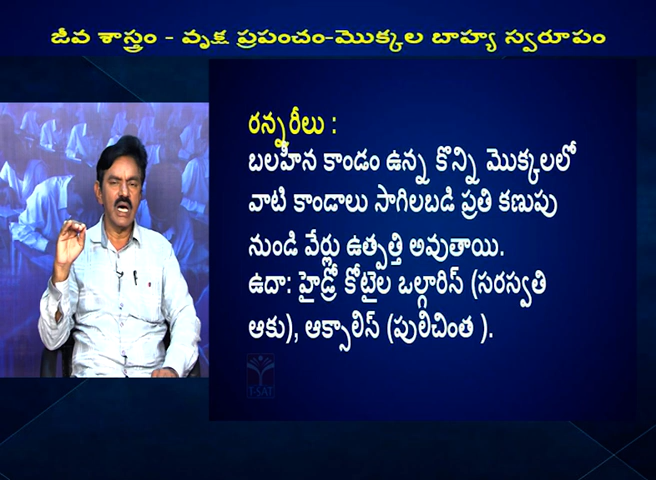 జీవ శాస్త్రం - వృక్ష ప్రపంచం-మొక్కల బాహ్య స్వరూపం
రన్నరీలు :
బలహీన కాండం ఉన్న కొన్ని మొక్కలలో
వాటి కాండాలు సాగిలబడి ప్రతి కణుపు
నుండి వేర్లు ఉత్పత్తి అవుతాయి.
ఉదా: హైడ్రో కోటైల ఒల్గారిస్ (సరస్వతి
ఆకు), ఆక్సాలిస్ (పులిచింత ).
T-SAT